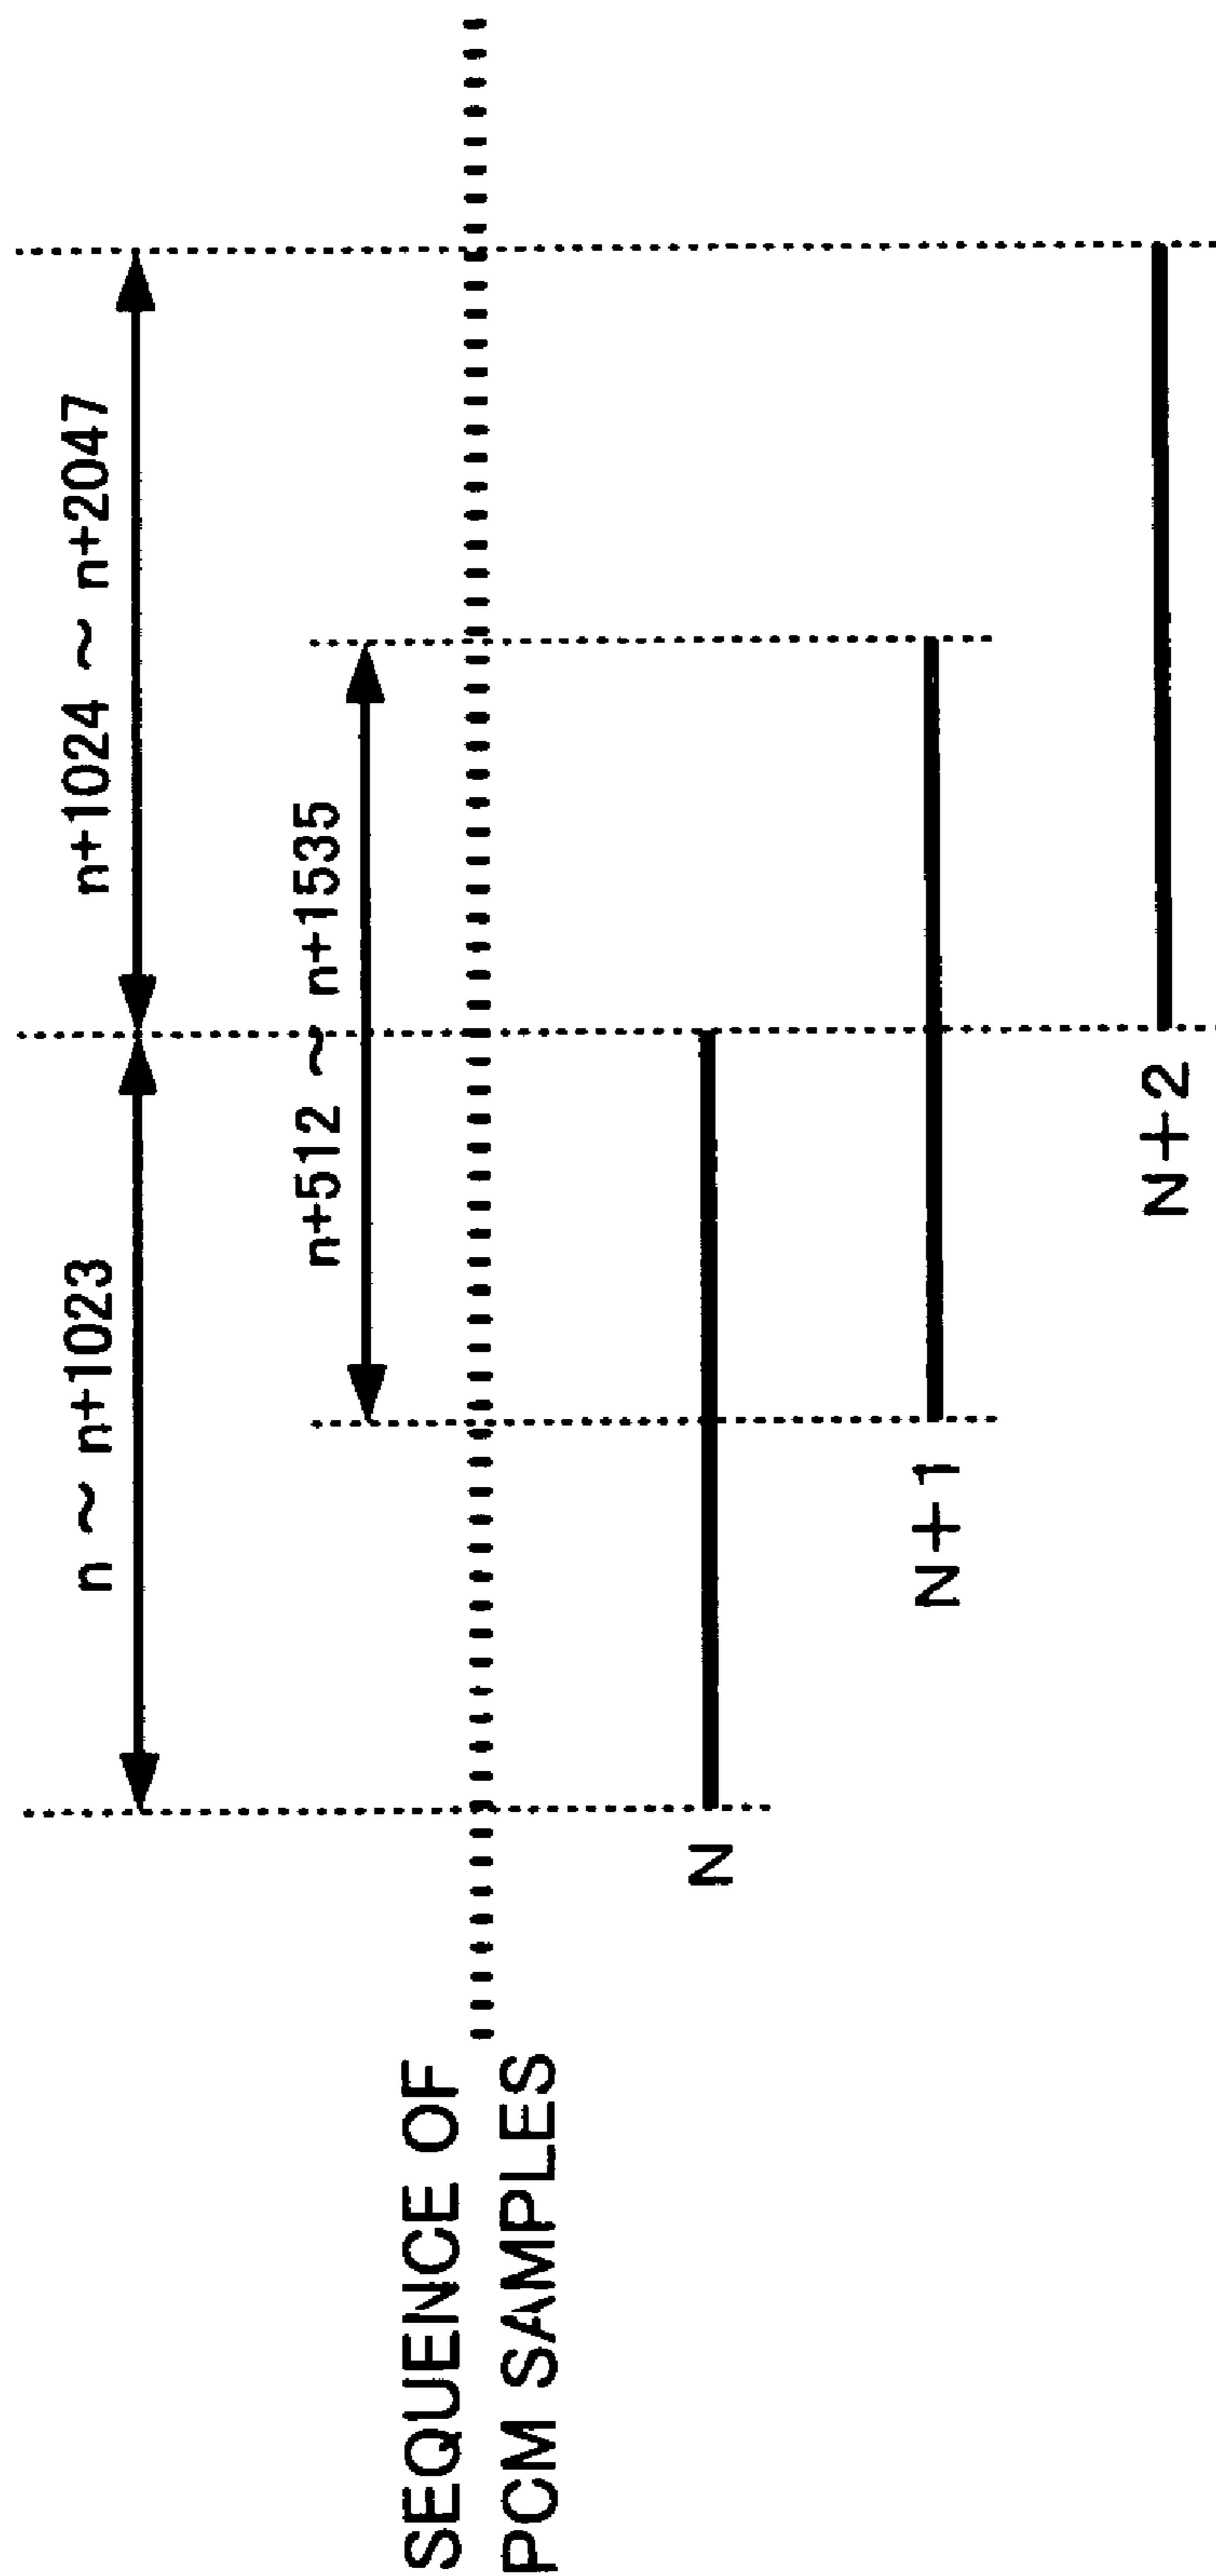 n ~ n+1023
n+1024 ~ n+2047
n+512 ~ n+1535
SEQUENCE OF
PCM SAMPLES
N
N+1
N+2